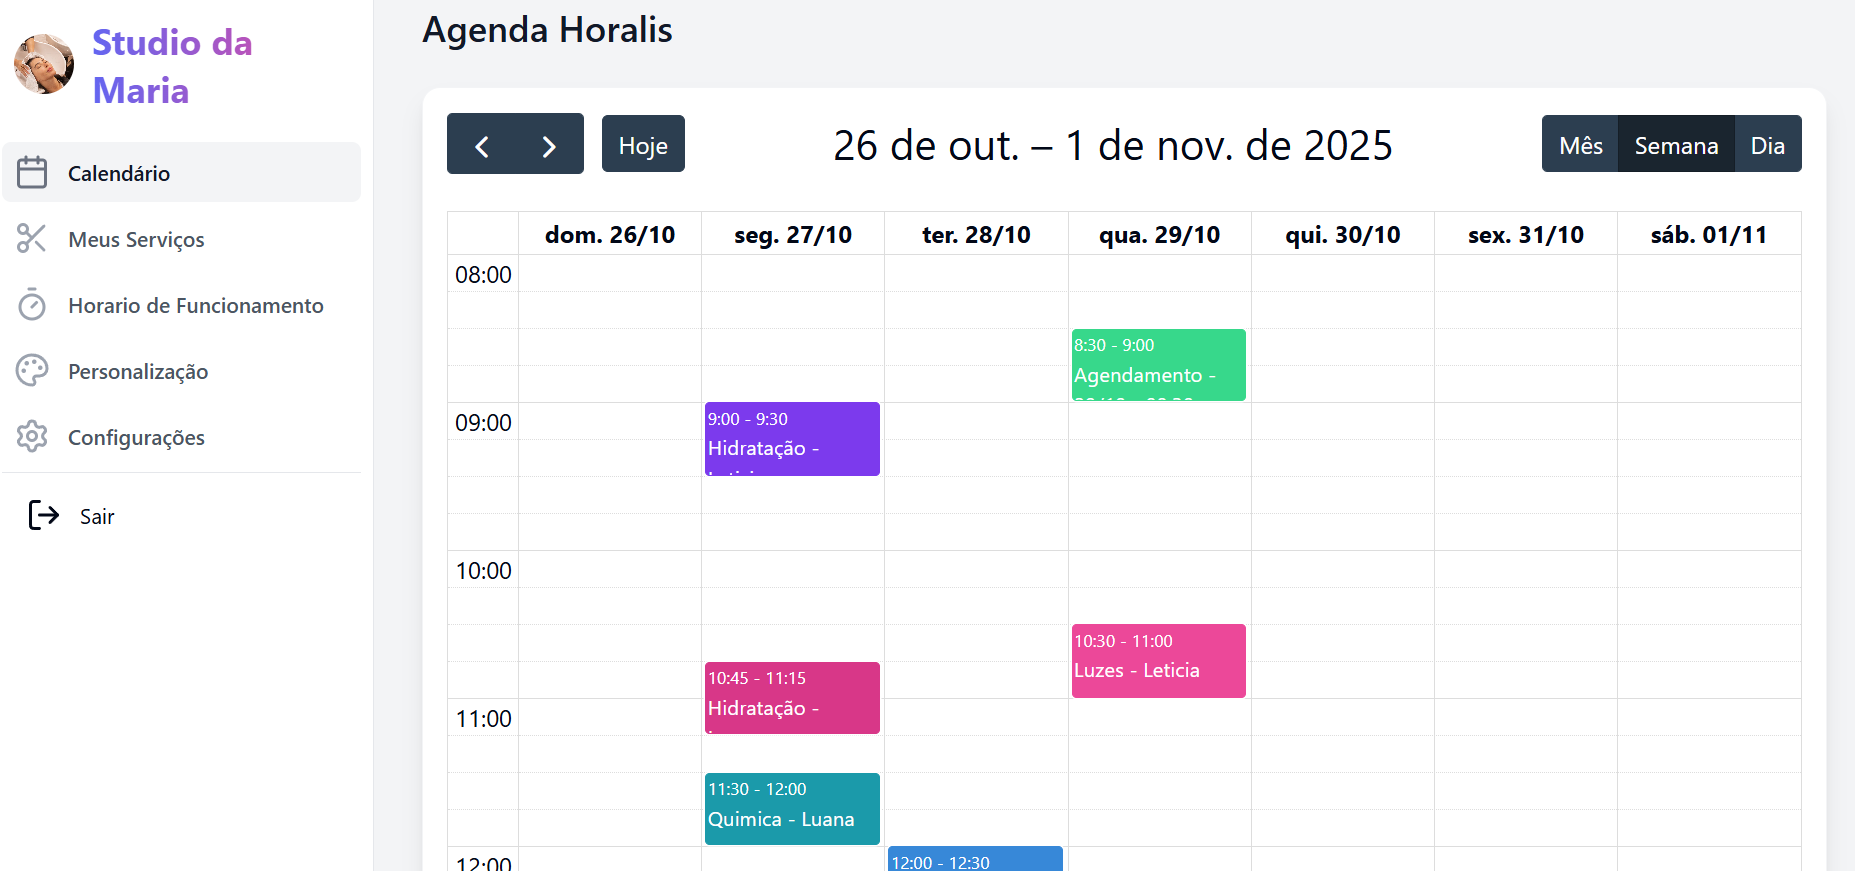 Studio da
Maria
Calendário
Meus Serviços
Horario de Funcionamento
Personalização
Configurações
Sair
Agenda Horalis
Hoje
26 de out. – 1 de nov. de 2025
Mês Semana Dia
dom. 26/10 seg. 27/10 ter. 28/10 qua. 29/10 qui. 30/10 sex. 31/10 sáb. 01/11
08:00
8:30 - 9:00
Agendamento -
09:00
9:00 - 9:30
Hidratação -
10:00
10:30 - 11:00
Luzes - Leticia
10:45 - 11:15
Hidratação -
11:00
11:30 - 12:00
Quimica - Luana
12:00
12:00 - 12:30